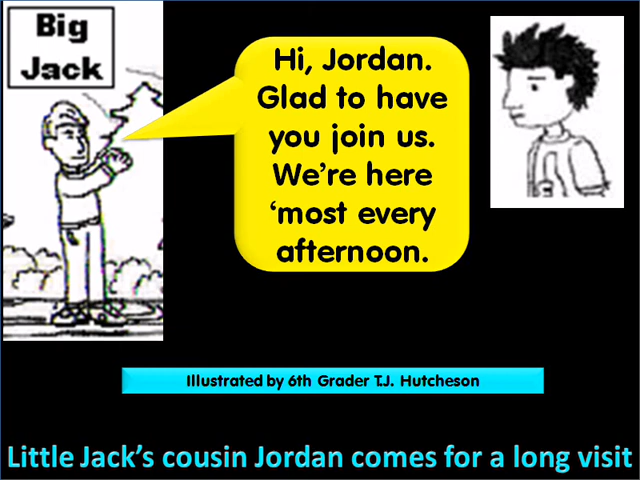 Big
Jack
Hi, Jordan.
Glad to have
you join us.
We’re here
‘most every
afternoon.
Illustrated by 6th Grader T.J. Hutcheson
Little Jack’s cousin Jordan comes for a long visit